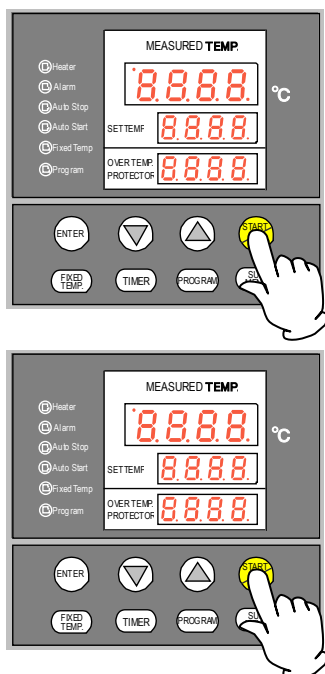 MEASURED TEMP.
Heater
Alarm
Auto Stop
Auto Start
Fixed Temp
Program
8.8.8.8.
°C
SET TEMP
8.8.8.8.
OVER TEMP.
PROTECTOR
8.8.8.8.
ENTER
START
FIXED
TEMP.
TIMER
PROGRAM
MEASURED TEMP.
Heater
Alarm
Auto Stop
Auto Start
Fixed Temp
Program
8.8.8.8.
°C
SET TEMP
8.8.8.8.
OVER TEMP.
PROTECTOR
8.8.8.8.
ENTER
START
FIXED
TEMP.
TIMER
PROGRAM